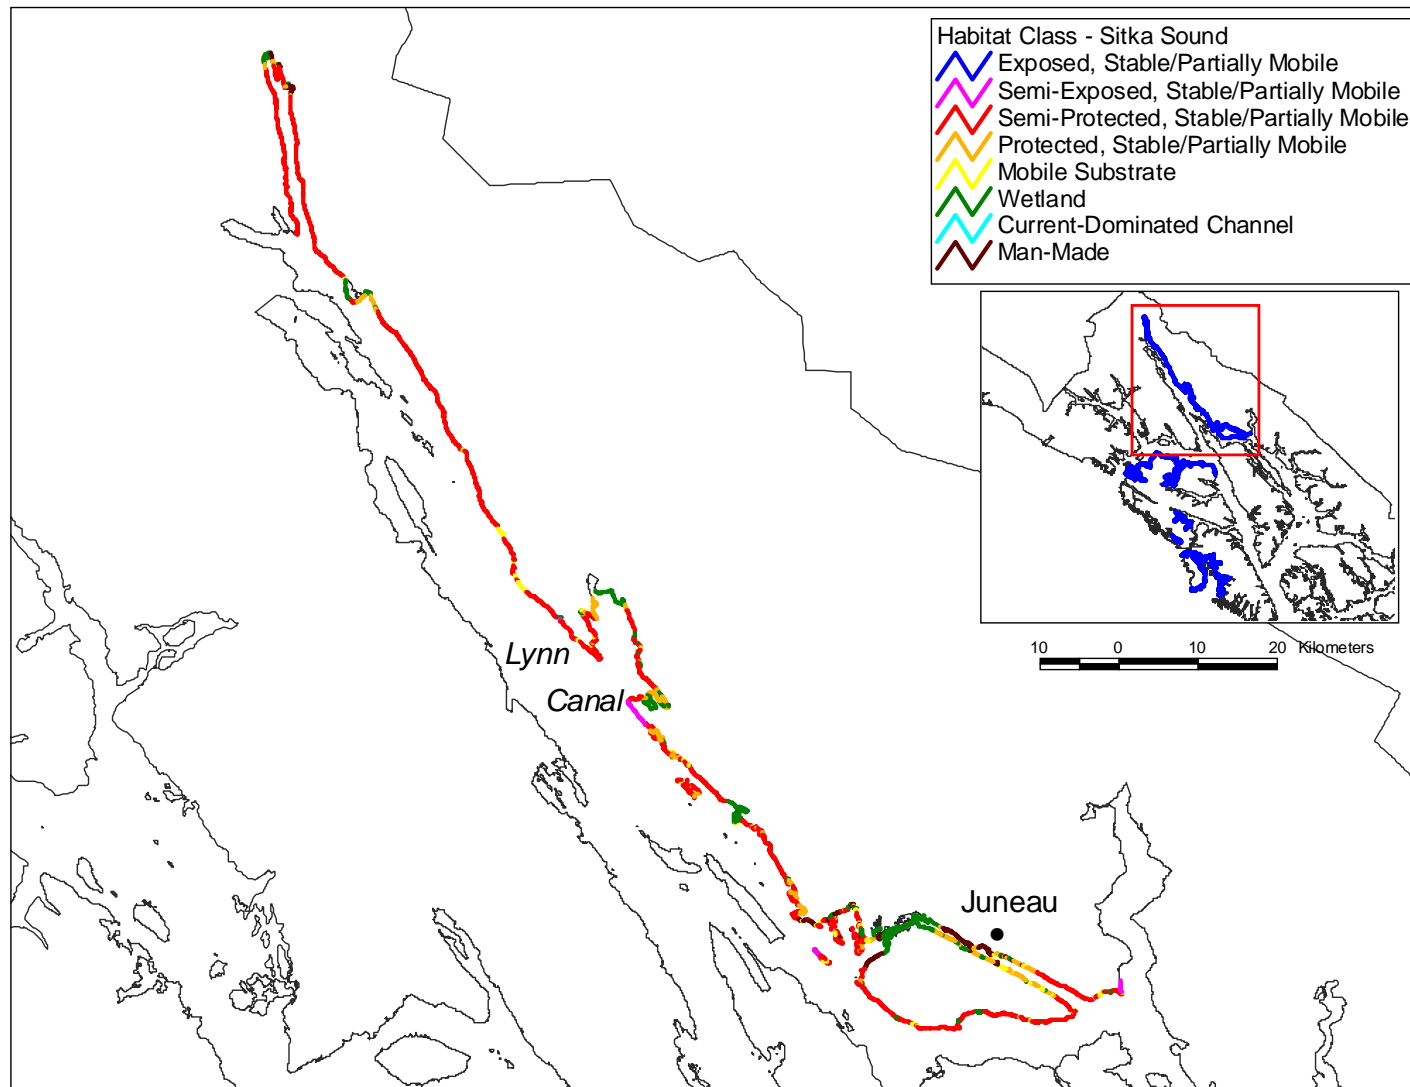 Habitat Class - Sitka Sound
Exposed, Stable/Partially Mobile
Semi-Exposed, Stable/Partially Mobile
Semi-Protected, Stable/Partially Mobile
Protected, Stable/Partially Mobile
Mobile Substrate
Wetland
Current-Dominated Channel
Man-Made
10 0 10 20 Kilometers
Lynn
Canal
Juneau